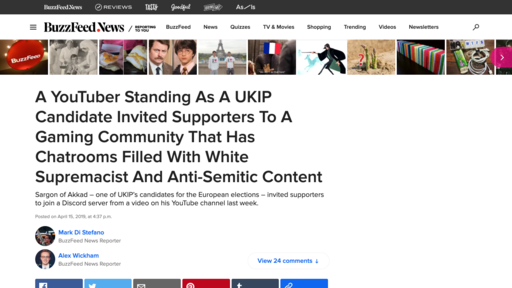 BuzzFeed News
REVIEWS
TASTY
Goodful
As/Is
BuzzFeed News / REPORTING TO YOU
BuzzFeed
News
Quizzes
TV & Movies
Shopping
Trending
Videos
Newsletters
BuzzFeed
A YouTuber Standing As A UKIP
Candidate Invited Supporters To A
Gaming Community That Has
Chatrooms Filled With White
Supremacist And Anti-Semitic Content
Sargon of Akkad – one of UKIP's candidates for the European elections – invited supporters
to join a Discord server from a video on his YouTube channel last week.
Posted on April 15, 2019, at 4:37 p.m.
Mark Di Stefano
BuzzFeed News Reporter
Alex Wickham
BuzzFeed News Reporter
View 24 comments ↓